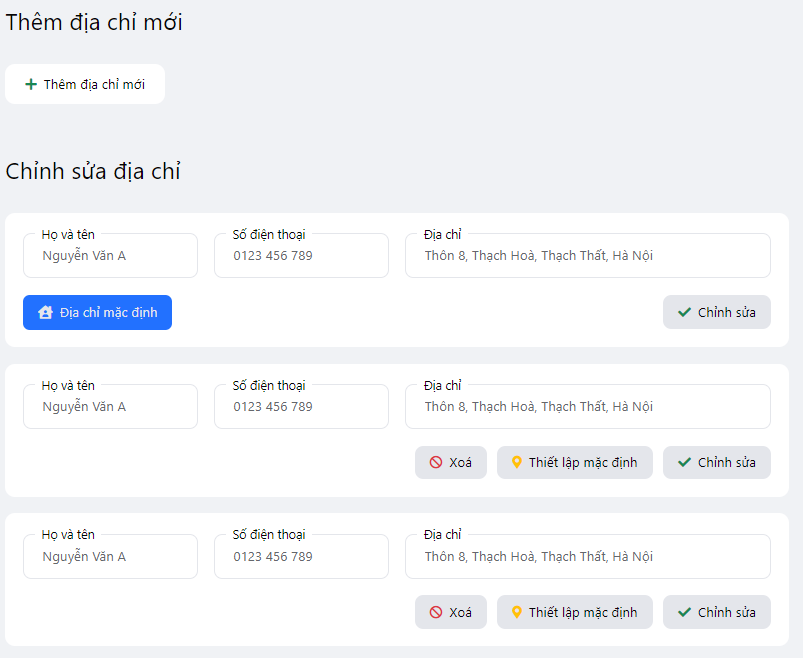 Thêm địa chỉ mới
Thêm địa chỉ mới
Chỉnh sửa địa chỉ
Họ và tên Số điện thoại Địa chỉ
Nguyễn Văn A 0123 456 789 Thôn 8, Thạch Hoà, Thạch Thất, Hà Nội
Địa chỉ mặc định Chỉnh sửa
Họ và tên Số điện thoại Địa chỉ
Nguyễn Văn A 0123 456 789 Thôn 8, Thạch Hoà, Thạch Thất, Hà Nội
Xoá Thiết lập mặc định Chỉnh sửa
Họ và tên Số điện thoại Địa chỉ
Nguyễn Văn A 0123 456 789 Thôn 8, Thạch Hoà, Thạch Thất, Hà Nội
Xoá Thiết lập mặc định Chỉnh sửa